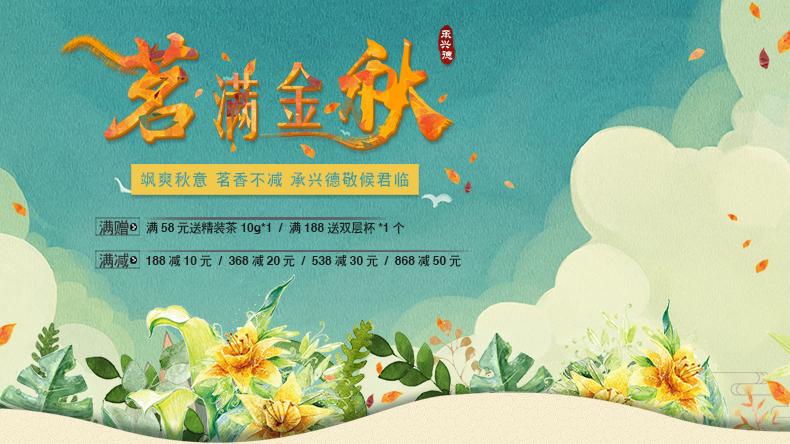 茗满金秋
承兴德
飒爽秋意 茗香不减 承兴德敬候君临
满赠 满58元送精装茶10g*1 / 满188送双层杯*1个
满减 188减10元 / 368减20元 / 538减30元 / 868减50元